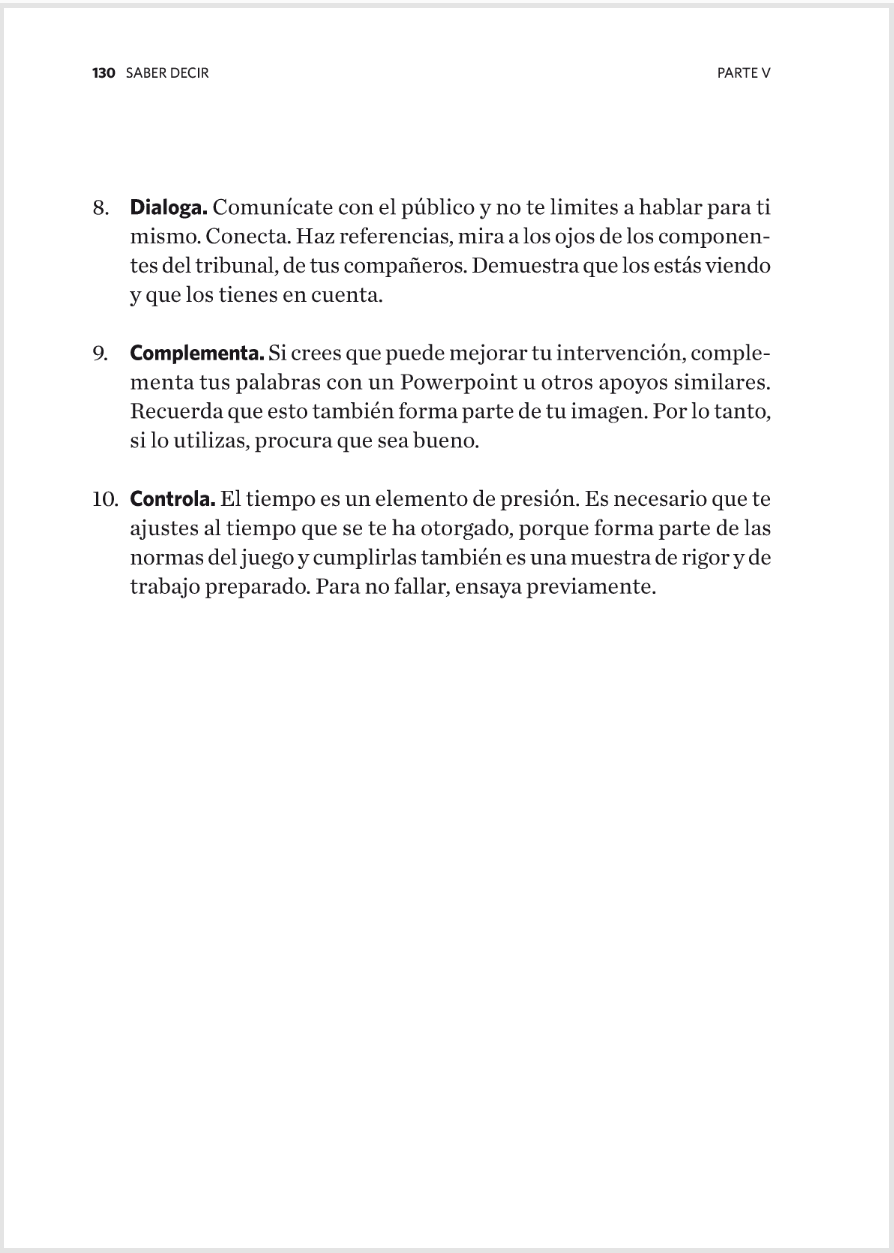 130 SABER DECIR PARTE V
8. Dialoga. Comunícate con el público y no te limites a hablar para ti
mismo. Conecta. Haz referencias, mira a los ojos de los componen-
tes del tribunal, de tus compañeros. Demuestra que los estás viendo
y que los tienes en cuenta.
9. Complementa. Si crees que puede mejorar tu intervención, comple-
menta tus palabras con un Powerpoint u otros apoyos similares.
Recuerda que esto también forma parte de tu imagen. Por lo tanto,
si lo utilizas, procura que sea bueno.
10. Controla. El tiempo es un elemento de presión. Es necesario que te
ajustes al tiempo que se te ha otorgado, porque forma parte de las
normas del juego y cumplirlas también es una muestra de rigor y de
trabajo preparado. Para no fallar, ensaya previamente.